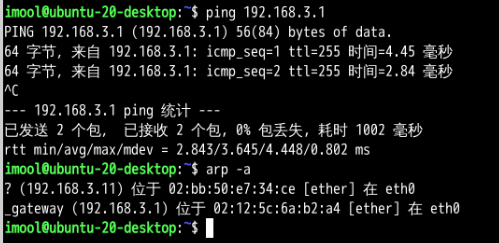 imool@ubuntu-20-desktop:~$ ping 192.168.3.1
PING 192.168.3.1 (192.168.3.1) 56(84) bytes of data.
64 字节, 来自 192.168.3.1: icmp_seq=1 ttl=255 时间=4.45 毫秒
64 字节, 来自 192.168.3.1: icmp_seq=2 ttl=255 时间=2.84 毫秒
^C
--- 192.168.3.1 ping 统计 ---
已发送 2 个包, 已接收 2 个包, 0% 包丢失, 耗时 1002 毫秒
rtt min/avg/max/mdev = 2.843/3.645/4.448/0.802 ms
imool@ubuntu-20-desktop:~$ arp -a
? (192.168.3.11) 位于 02:bb:50:e7:34:ce [ether] 在 eth0
_gateway (192.168.3.1) 位于 02:12:5c:6a:b2:a4 [ether] 在 eth0
imool@ubuntu-20-desktop:~$